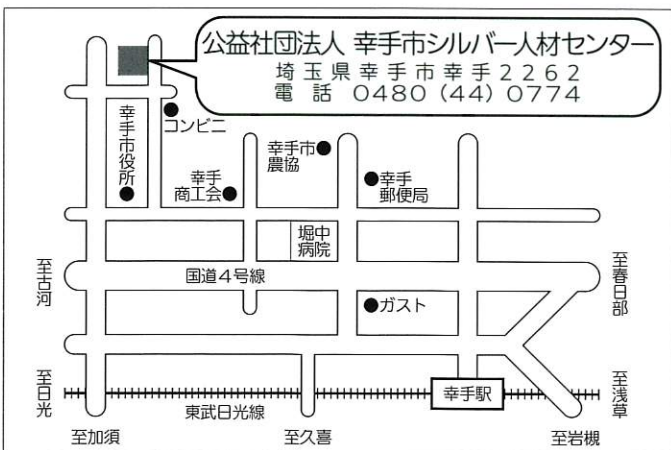 公益社団法人 幸手市シルバー人材センター
埼玉県幸手市幸手2262
電話 0480(44)0774
コンビニ
幸手市役所
幸手
商工会
幸手市
農協
幸手
郵便局
堀中
病院
至古河
国道4号線
至春日部
ガスト
至日光
東武日光線
幸手駅
至浅草
至加須
至久喜
至岩槻